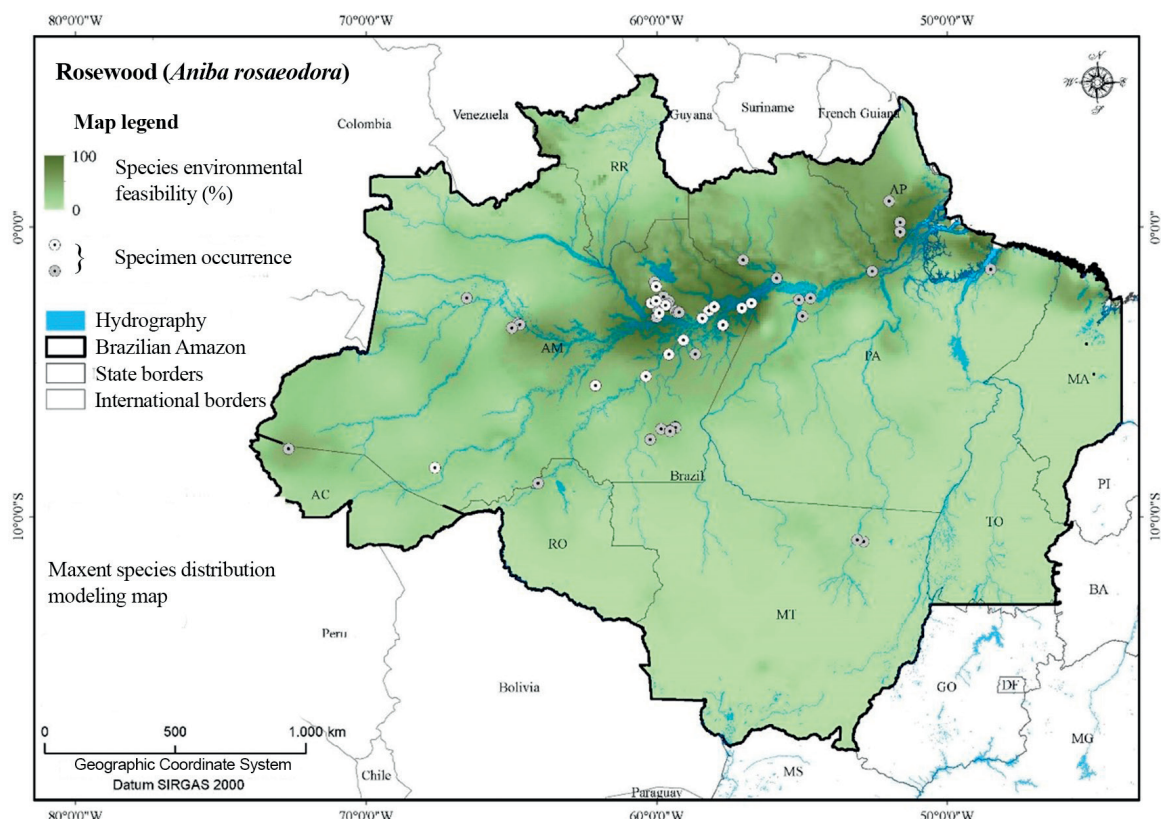 80°0'0"W 70°0'0"W 60°0'0"W 50°0'0"W
Rosewood (Aniba rosaeodora)
Map legend
100
0
Species environmental
feasibility (%)
} Specimen occurrence
Hydrography
Brazilian Amazon
State borders
International borders
Maxent species distribution
modeling map
0 500 1.000 km
Geographic Coordinate System
Datum SIRGAS 2000
N
W E
S
Colombia
Venezuela
Guyana
Suriname
French Guiana
RR
AP
0°0'0"
0°0'0"
AM
PA
MA
Brazil
AC
RO
TO
PI
10°0'0"S
10°0'0"S
BA
MT
Peru
Bolivia
GO
DF
MG
MS
Chile
Paraguay
80°0'0"W 70°0'0"W 60°0'0"W 50°0'0"W